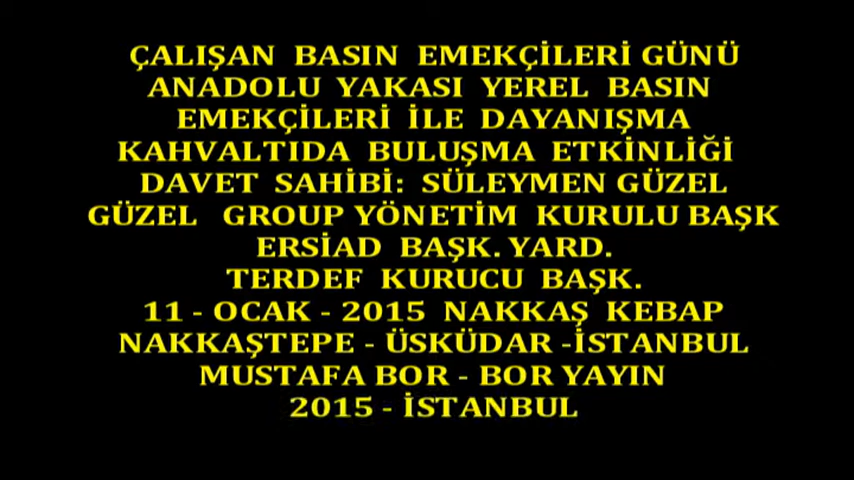 ÇALIŞAN BASIN EMEKÇİLERİ GÜNÜ
ANADOLU YAKASI YEREL BASIN
EMEKÇİLERİ İLE DAYANIŞMA
KAHVALTIDA BULUŞMA ETKİNLİĞİ
DAVET SAHİBİ: SÜLEYMEN GÜZEL
GÜZEL GROUP YÖNETİM KURULU BAŞK
ERSİAD BAŞK. YARD.
TERDEF KURUCU BAŞK.
11 - OCAK - 2015 NAKKAŞ KEBAP
NAKKAŞTEPE - ÜSKÜDAR -İSTANBUL
MUSTAFA BOR - BOR YAYIN
2015 - İSTANBUL